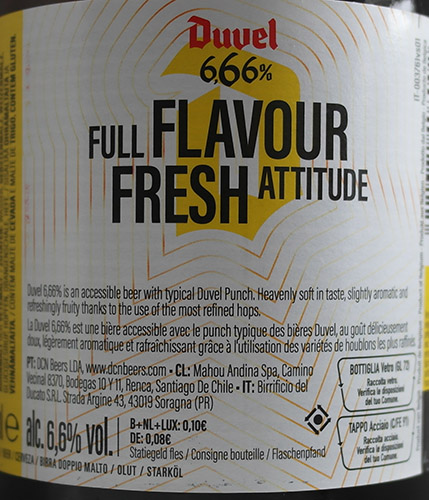 Duvel
6,66%
FULL FLAVOUR
FRESH ATTITUDE
Duvel 6,66% is an accessible beer with typical Duvel Punch. Heavenly soft in taste, slightly aromatic and
refreshingly fruity thanks to the use of the most refined hops.
La Duvel 6,66% est une bière accessible avec le punch typique des bières Duvel, au goût délicieusement
doux, légèrement aromatique et rafraîchissant grâce à l'utilisation des variétés de houblons les plus raffinés.
PT: DCN Beers LDA, www.dcnbeers.com • CL: Mahou Andina Spa, Camino
Vecinal 8370, Bodegas 10 Y 11, Renca, Santiago De Chile • IT: Birrificio del
Ducato S.R.L. Strada Argine 43, 43019 Soragna (PR)
BOTTIGLIA Vetro (GL 72)
Raccolta vetro.
Verifica le disposizioni
del tuo Comune.
TAPPO Acciaio (C/FE 91)
Raccolta acciaio.
Verifica le disposizioni
del tuo Comune.
e
alc. 6,6% vol.
B+NL+LUX: 0,10€
DE: 0,08€
Statiegeld fles / Consigne bouteille / Flaschenpfand
BIER / CERVEZA / BIRRA DOPPIO MALTO / OLUT / STARKÖL